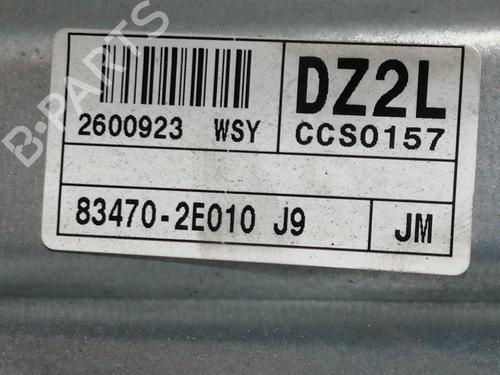 2600923 WSY
DZ2L
CCS0157
83470-2E010 J9
JM
B-PARTS